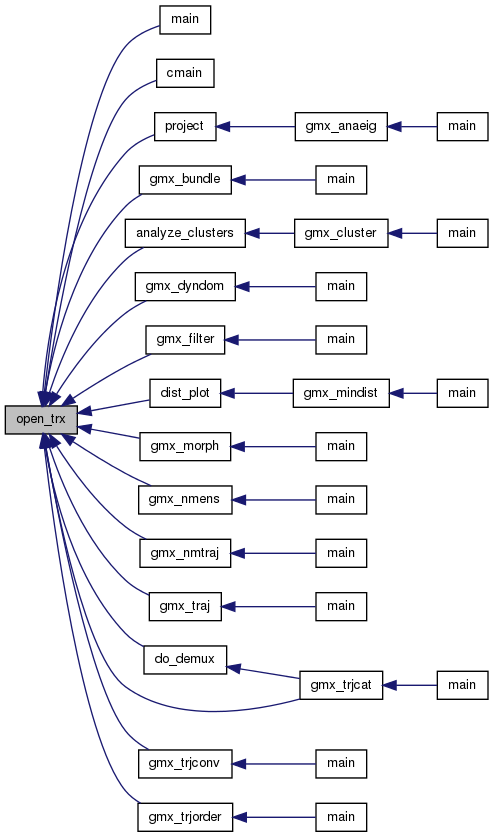 main
cmain
project gmx_anaeig main
gmx_bundle main
analyze_clusters gmx_cluster main
gmx_dyndom main
gmx_filter main
dist_plot gmx_mindist main
open_trx
gmx_morph main
gmx_nmens main
gmx_nmtraj main
gmx_traj main
do_demux
gmx_trjcat main
gmx_trjconv main
gmx_trjorder main